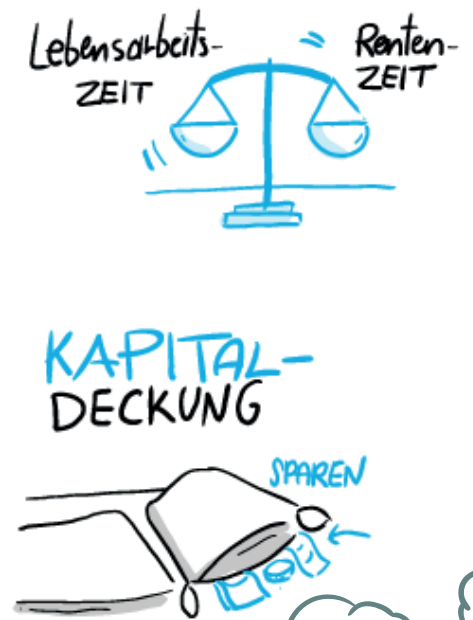 Lebensarbeits-
ZEIT
Renten-
ZEIT
KAPITAL-
DECKUNG
SPAREN